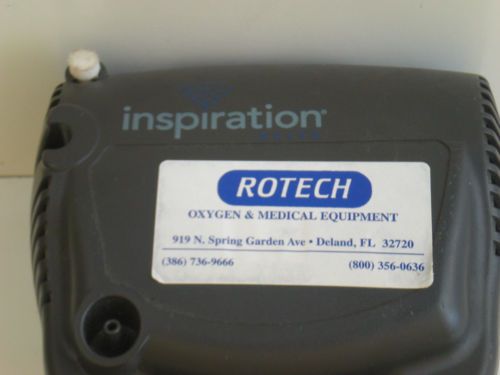 inspiration®
ROTECH
OXYGEN & MEDICAL EQUIPMENT
919 N. Spring Garden Ave • Deland, FL 32720
(386) 736-9666 (800) 356-0636